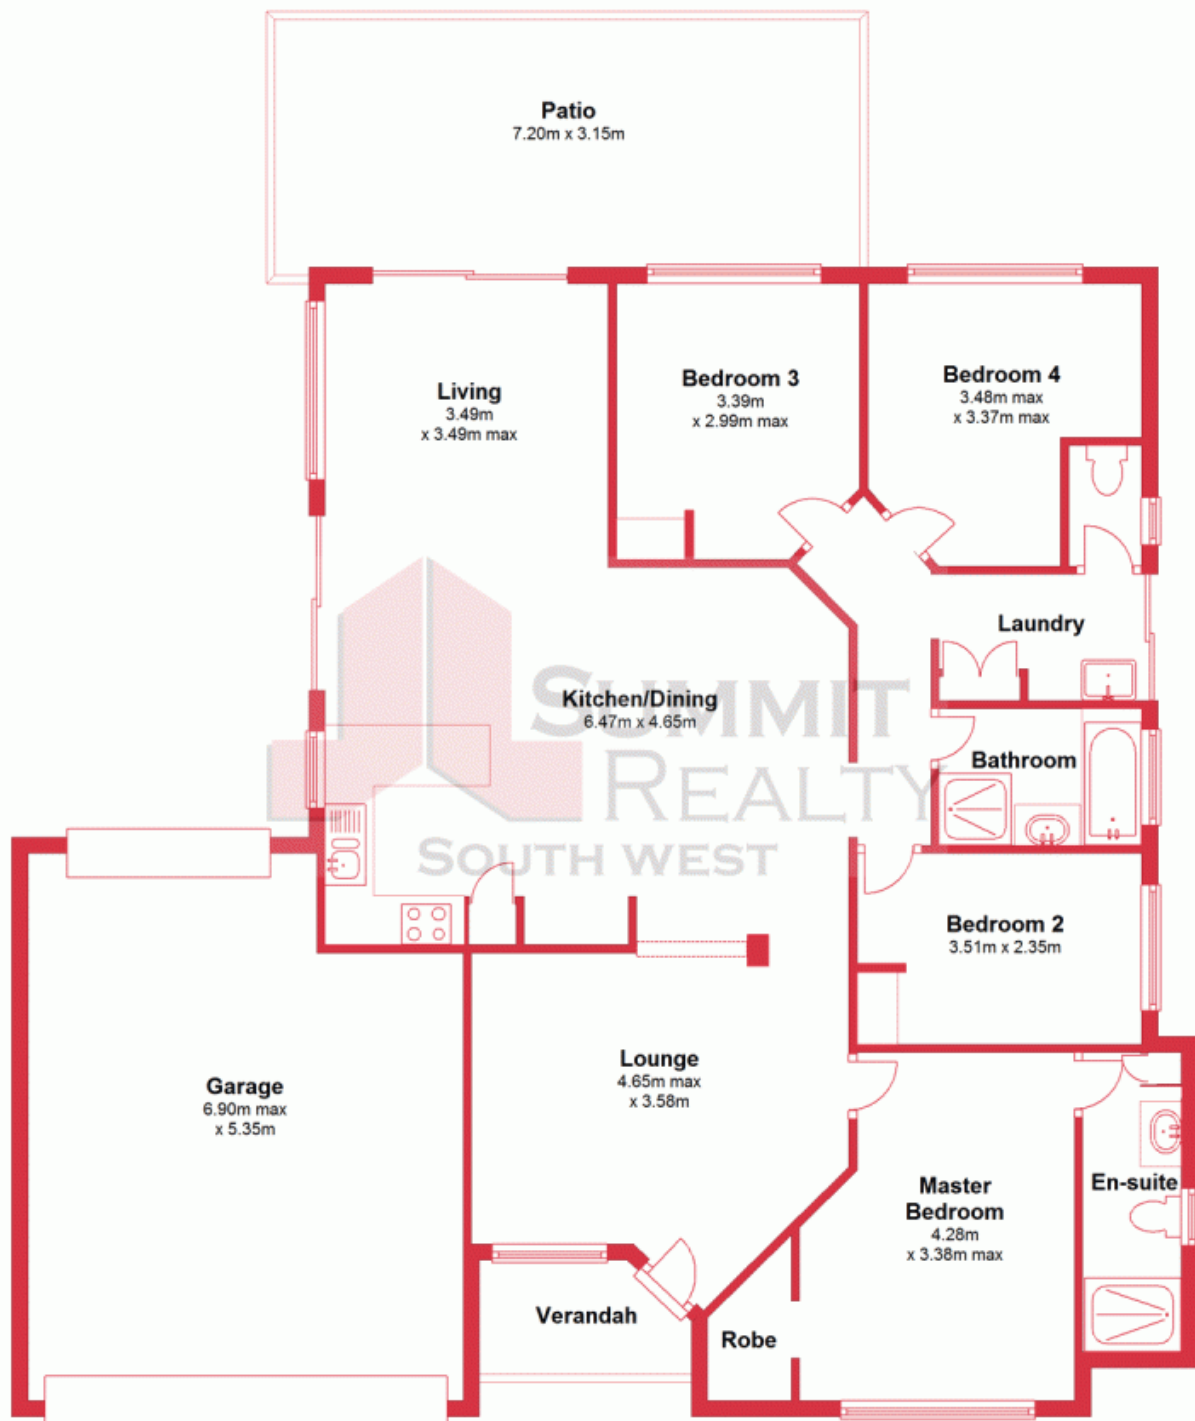 Patio
7.20m x 3.15m
Living
3.49m
x 3.49m max
Bedroom 3
3.39m
x 2.99m max
Bedroom 4
3.48m max
x 3.37m max
Laundry
Kitchen/Dining
6.47m x 4.65m
SUMMIT
REALTY
SOUTH WEST
Bathroom
Bedroom 2
3.51m x 2.35m
Garage
6.90m max
x 5.35m
Lounge
4.65m max
x 3.58m
Master
Bedroom
4.28m
x 3.38m max
En-suite
Verandah
Robe